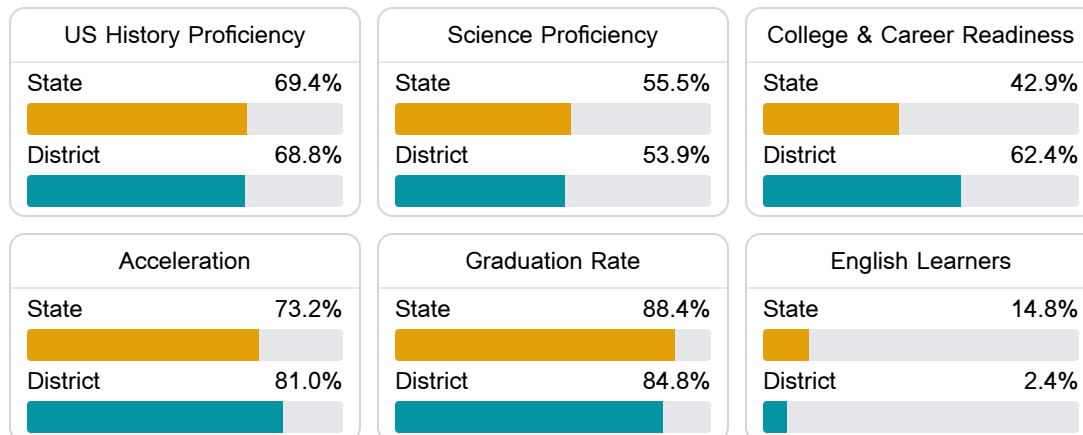 US History Proficiency
State 69.4%
District 68.8%
Science Proficiency
State 55.5%
District 53.9%
College & Career Readiness
State 42.9%
District 62.4%
Acceleration
State 73.2%
District 81.0%
Graduation Rate
State 88.4%
District 84.8%
English Learners
State 14.8%
District 2.4%